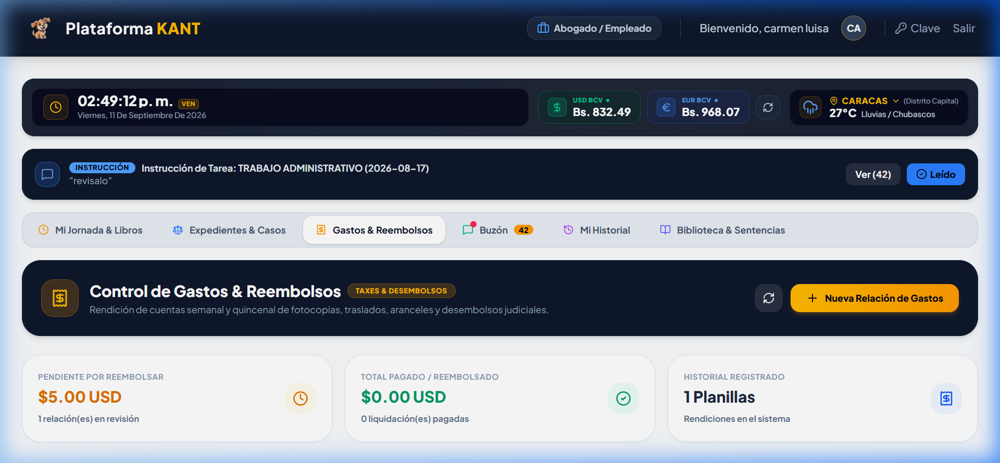 Plataforma KANT
Abogado / Empleado
Bienvenido, carmen luisa
CA
Clave
Salir
02:49:12 p. m. VEN
Viernes, 11 De Septiembre De 2026
USD BCV
Bs. 832.49
EUR BCV
Bs. 968.07
CARACAS (Distrito Capital)
27°C Lluvias / Chubascos
INSTRUCCIÓN Instrucción de Tarea: TRABAJO ADMINISTRATIVO (2026-08-17)
"revisalo"
Ver (42)
Leído
Mi Jornada & Libros
Expedientes & Casos
Gastos & Reembolsos
Buzón 42
Mi Historial
Biblioteca & Sentencias
Control de Gastos & Reembolsos TAXES & DESEMBOLSOS
Rendición de cuentas semanal y quincenal de fotocopias, traslados, aranceles y desembolsos judiciales.
Nueva Relación de Gastos
PENDIENTE POR REEMBOLSAR
$5.00 USD
1 relación(es) en revisión
TOTAL PAGADO / REEMBOLSADO
$0.00 USD
0 liquidación(es) pagadas
HISTORIAL REGISTRADO
1 Planillas
Rendiciones en el sistema